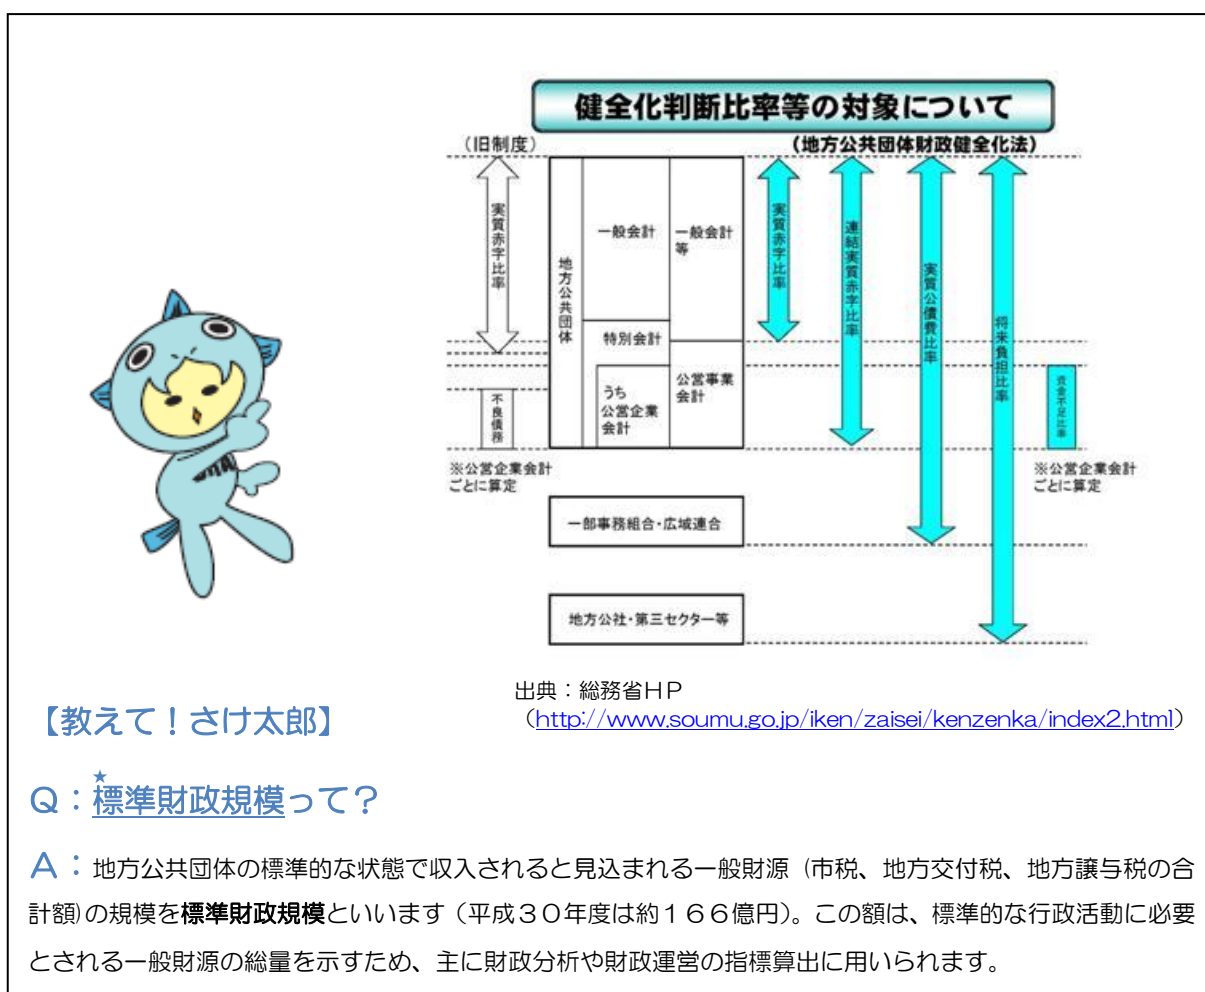 健全化判断比率等の対象について
（旧制度）
（地方公共団体財政健全化法）
実質赤字比率
地方公共団体
一般会計
一般会計
等
実質赤字比率
連結実質赤字比率
実質公債費比率
将来負担比率
特別会計
うち
公営企業
会計
公営事業
会計
不良債務
資金不足比率
※公営企業会計
ごとに算定
※公営企業会計
ごとに算定
一部事務組合・広域連合
地方公社・第三セクター等
出典：総務省ＨＰ
（http://www.soumu.go.jp/iken/zaisei/kenzenka/index2.html）
【教えて！さけ太郎】
★
Ｑ：標準財政規模って？
Ａ：地方公共団体の標準的な状態で収入されると見込まれる一般財源（市税、地方交付税、地方譲与税の合
計額)の規模を標準財政規模といいます（平成３０年度は約１６６億円）。この額は、標準的な行政活動に必要
とされる一般財源の総量を示すため、主に財政分析や財政運営の指標算出に用いられます。